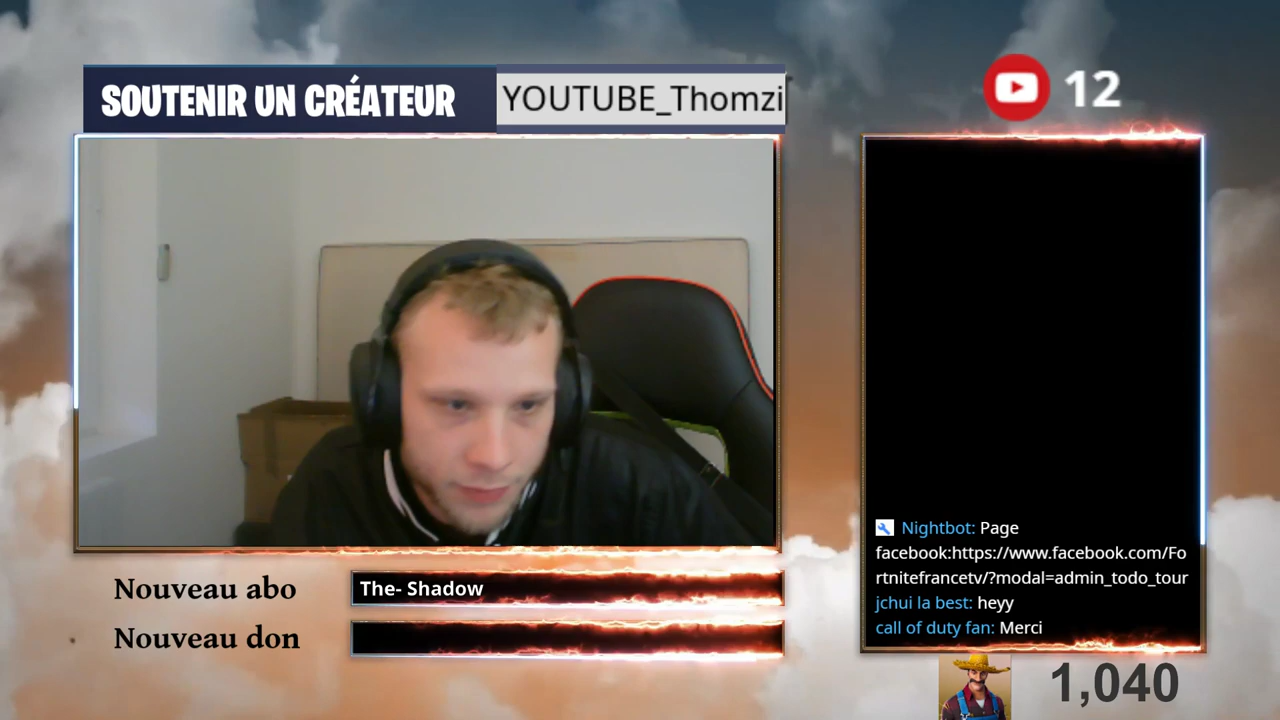 SOUTENIR UN CRÉATEUR
YOUTUBE_Thomzi
12
Nightbot: Page
facebook:https://www.facebook.com/Fo
rtnitefrancetv/?modal=admin_todo_tour
jchui la best: heyy
call of duty fan: Merci
Nouveau abo
The- Shadow
Nouveau don
1,040